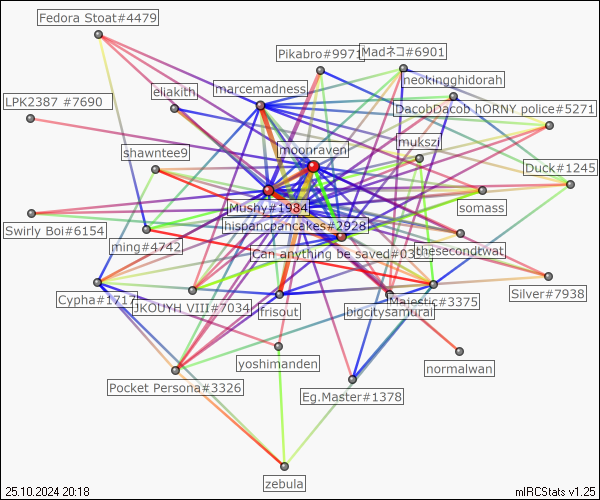 Fedora Stoat#4479
Pikabro#9971
Madネコ#6901
neokingghidorah
eliakith
marcemadness
LPK2387 #7690
DacobDacob hORNY police#5271
mukszi
moonraven
shawntee9
Duck#1245
somass
Mushy#1984
hispancpancakes#2928
Swirly Boi#6154
ming#4742
Can anything be saved#03
thesecondtwat
Silver#7938
Cypha#1717
JKOUYH VIII#7034
frisout
Majestic#3375
bigcitysamurai
yoshimanden
normalwan
Pocket Persona#3326
Eg.Master#1378
zebula
25.10.2024 20:18
mIRCStats v1.25